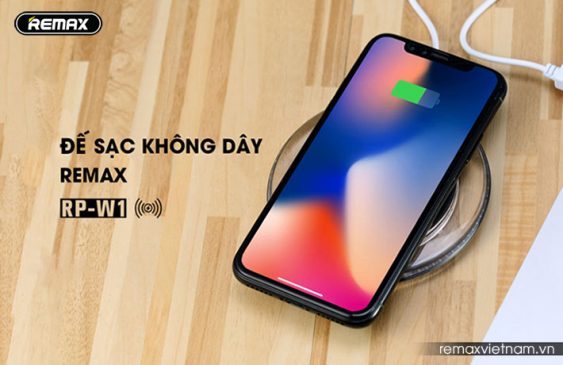 REMAX
ĐẾ SẠC KHÔNG DÂY
REMAX
RP-W1
remaxvietnam.vn